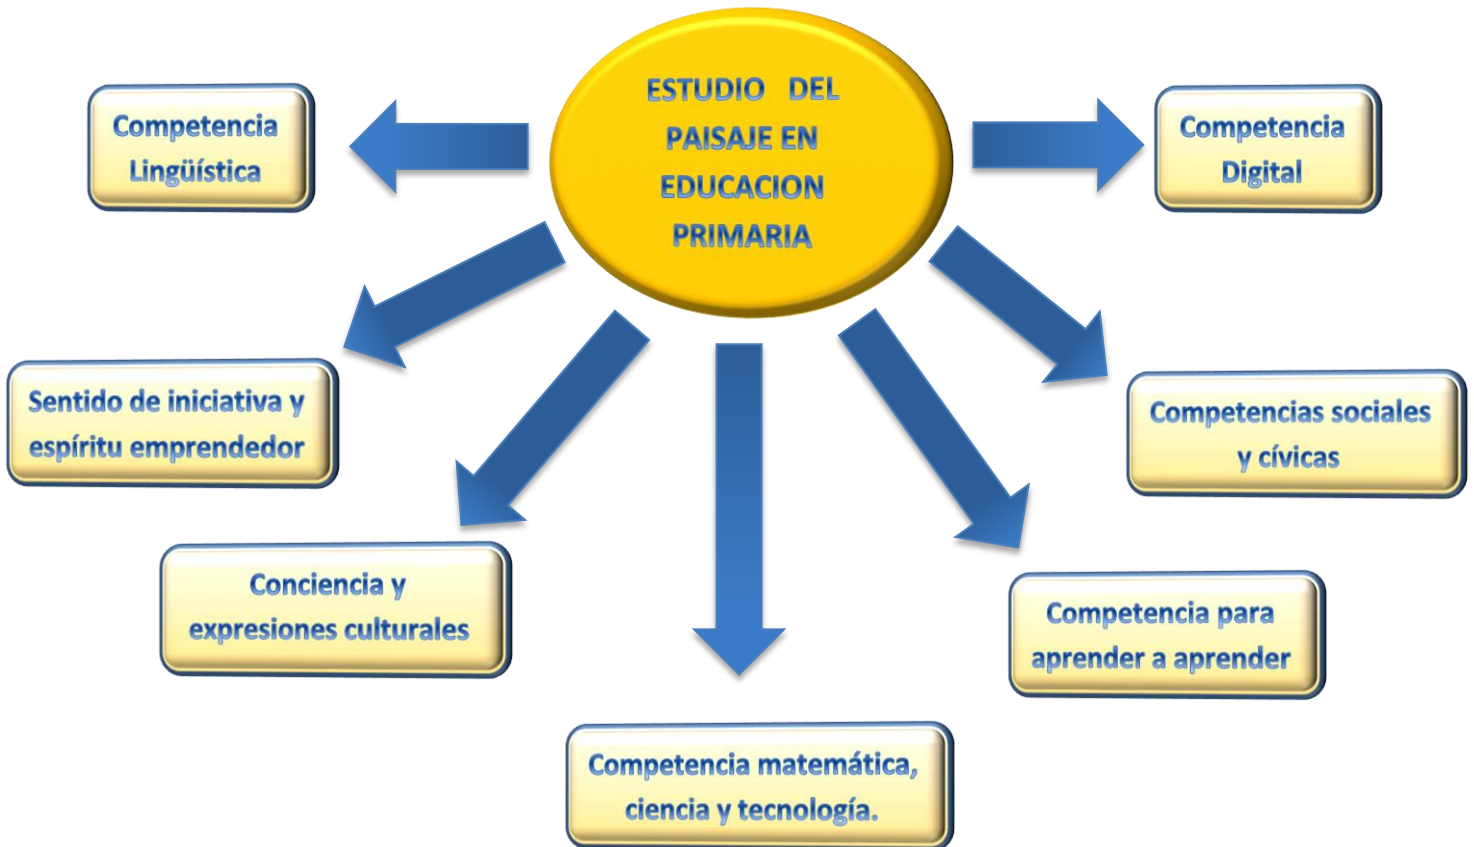 ESTUDIO DEL
PAISAJE EN
EDUCACION
PRIMARIA
Competencia
Lingüística
Competencia
Digital
Sentido de iniciativa y
espíritu emprendedor
Competencias sociales
y cívicas
Conciencia y
expresiones culturales
Competencia para
aprender a aprender
Competencia matemática,
ciencia y tecnología.